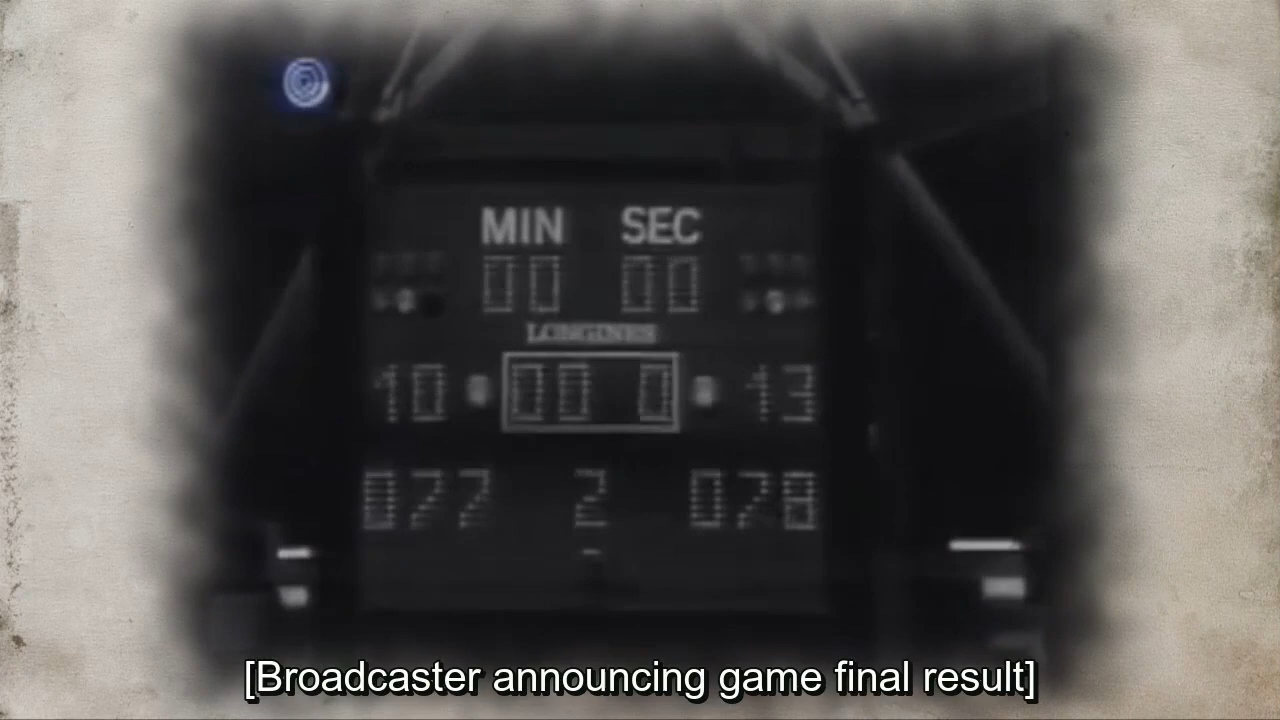 MIN SEC
00 00
LONGINES
10 00 0 13
077 2 078
[Broadcaster announcing game final result]